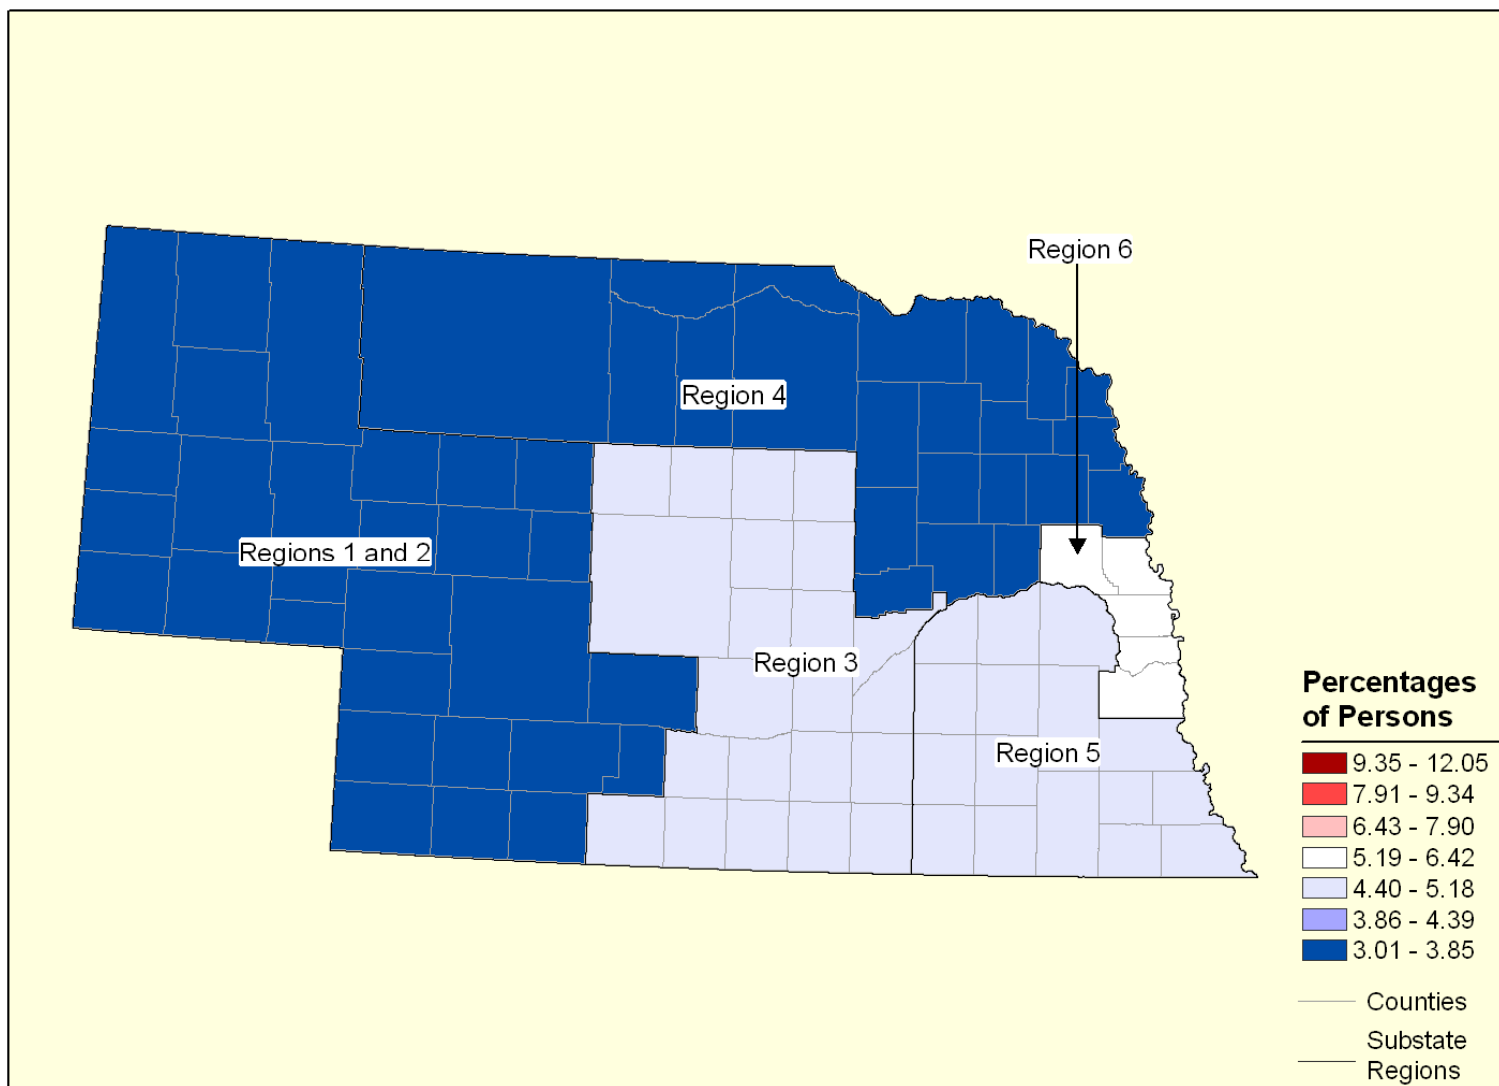 Region 6
Region 4
Regions 1 and 2
Region 3
Region 5
Percentages
of Persons
9.35 - 12.05
7.91 - 9.34
6.43 - 7.90
5.19 - 6.42
4.40 - 5.18
3.86 - 4.39
3.01 - 3.85
Counties
Substate
Regions